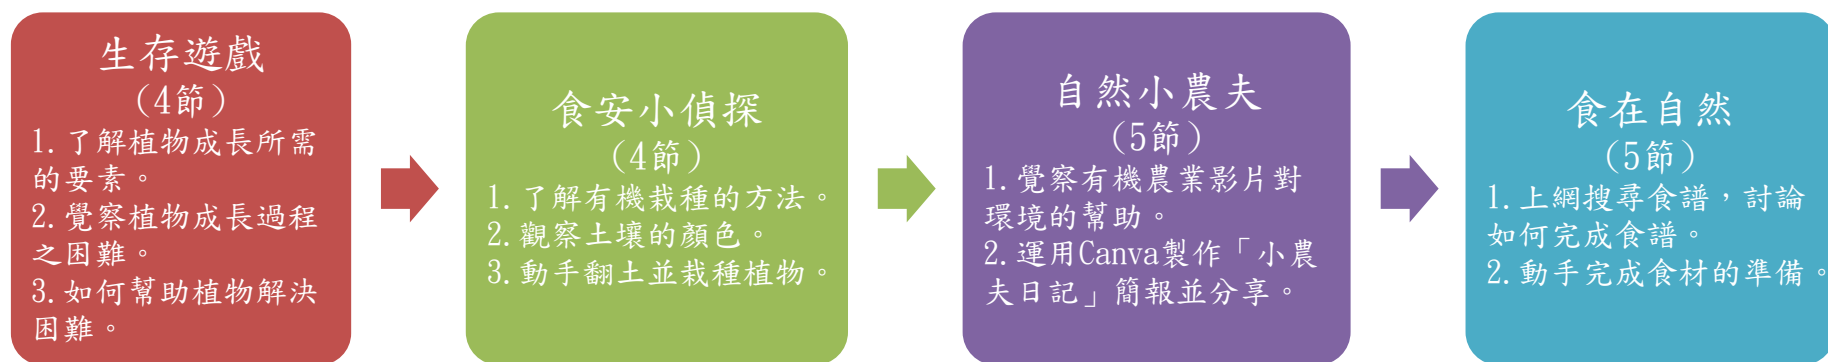 生存遊戲
(4節)
1.了解植物成長所需
的要素。
2.覺察植物成長過程
之困難。
3.如何幫助植物解決
困難。
食安小偵探
(4節)
1.了解有機栽種的方法。
2.觀察土壤的顏色。
3.動手翻土並栽種植物。
自然小農夫
(5節)
1.覺察有機農業影片對
環境的幫助。
2.運用Canva製作「小農
夫日記」簡報並分享。
食在自然
(5節)
1.上網搜尋食譜，討論
如何完成食譜。
2.動手完成食材的準備。